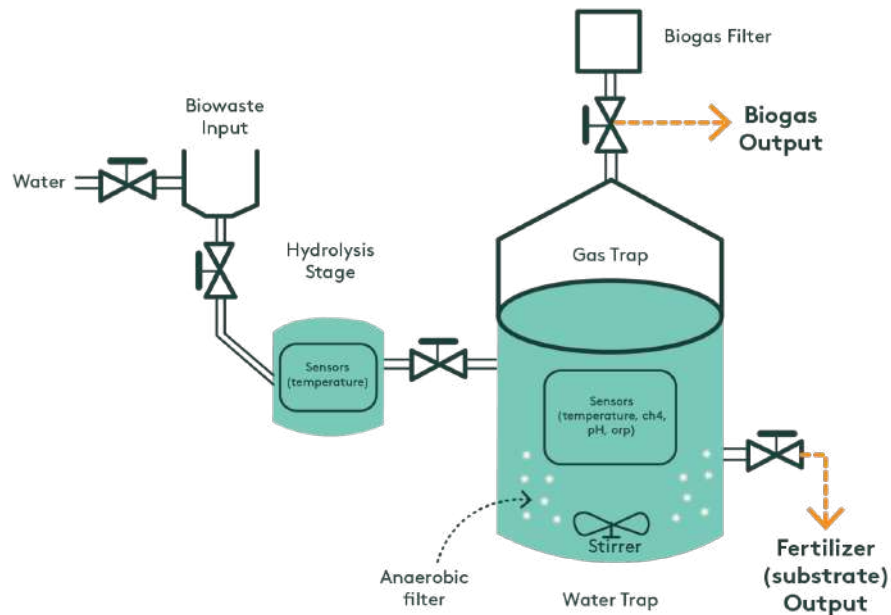 Biogas Filter
Biowaste
Input
Biogas
Output
Water
Hydrolysis
Stage
Gas Trap
Sensors
(temperature)
Sensors
(temperature, ch4,
pH, orp)
Stirrer
Anaerobic
filter
Water Trap
Fertilizer
(substrate)
Output